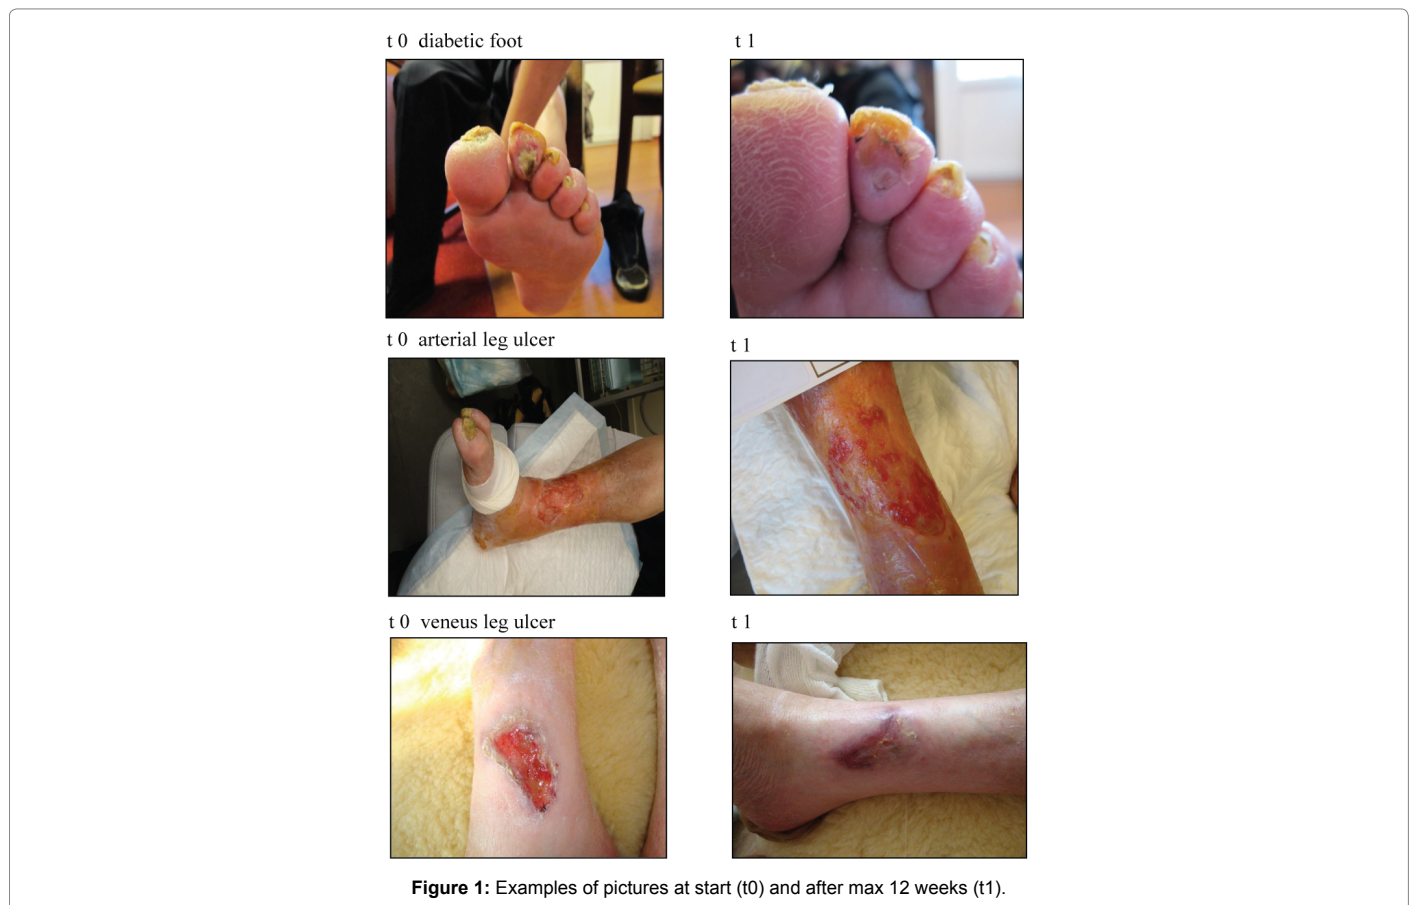 t 0 diabetic foot
t 1
t 0 arterial leg ulcer
t 1
t 0 veneus leg ulcer
t 1
Figure 1: Examples of pictures at start (t0) and after max 12 weeks (t1).